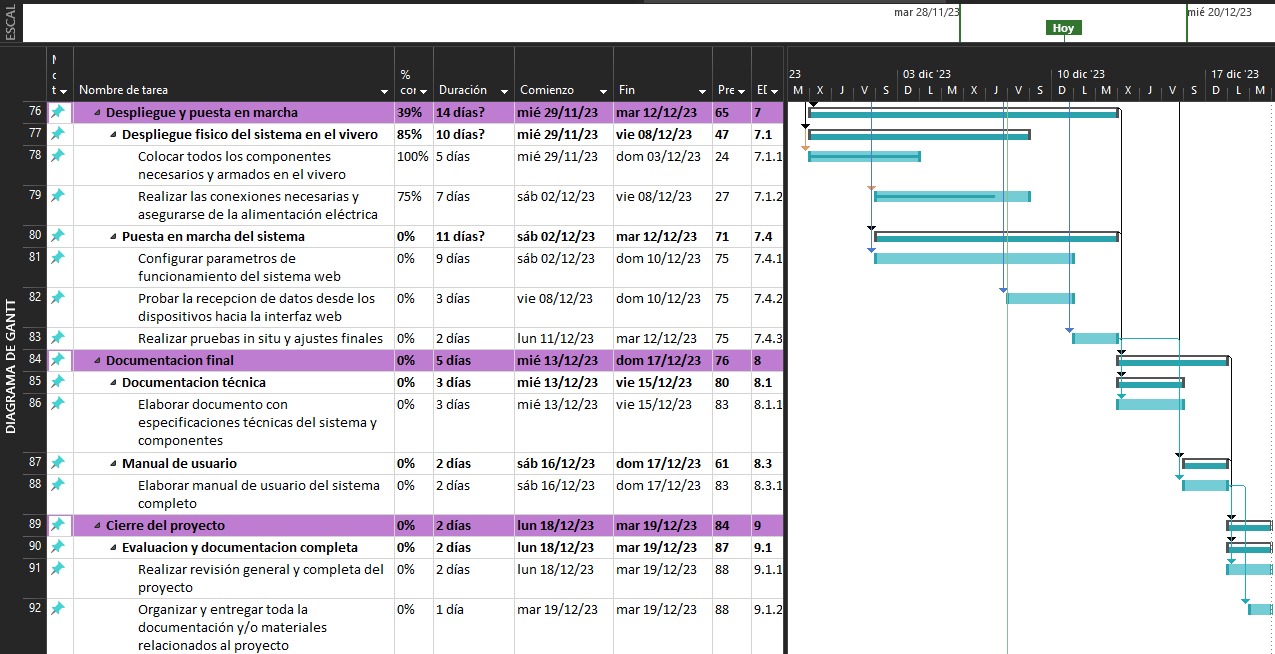 ESCAL
mar 28/11/23
mié 20/12/23
Hoy
DIAGRAMA DE GANTT
M
c
t
Nombre de tarea
%
cor
Duración
Comienzo
Fin
Pre
ED
23
03 dic '23
10 dic '23
17 dic '23
M X J V S D L M X J V S D M X J V S D L M
76 Despliegue y puesta en marcha 39% 14 días? mié 29/11/23 mar 12/12/23 65 7
77 Despliegue fisico del sistema en el vivero 85% 10 días? mié 29/11/23 vie 08/12/23 47 7.1
78 Colocar todos los componentes 100% 5 días mié 29/11/23 dom 03/12/23 24 7.1.1
necesarios y armados en el vivero
79 Realizar las conexiones necesarias y 75% 7 días sáb 02/12/23 vie 08/12/23 27 7.1.2
asegurarse de la alimentación eléctrica
80 Puesta en marcha del sistema 0% 11 días? sáb 02/12/23 mar 12/12/23 71 7.4
81 Configurar parametros de 0% 9 días sáb 02/12/23 dom 10/12/23 75 7.4.1
funcionamiento del sistema web
82 Probar la recepcion de datos desde los 0% 3 días vie 08/12/23 dom 10/12/23 75 7.4.2
dispositivos hacia la interfaz web
83 Realizar pruebas in situ y ajustes finales 0% 2 días lun 11/12/23 mar 12/12/23 75 7.4.3
84 Documentacion final 0% 5 días mié 13/12/23 dom 17/12/23 76 8
85 Documentacion técnica 0% 3 días mié 13/12/23 vie 15/12/23 80 8.1
86 Elaborar documento con 0% 3 días mié 13/12/23 vie 15/12/23 83 8.1.1
especificaciones técnicas del sistema y
componentes
87 Manual de usuario 0% 2 días sáb 16/12/23 dom 17/12/23 61 8.3
88 Elaborar manual de usuario del sistema 0% 2 días sáb 16/12/23 dom 17/12/23 83 8.3.1
completo
89 Cierre del proyecto 0% 2 días lun 18/12/23 mar 19/12/23 84 9
90 Evaluacion y documentacion completa 0% 2 días lun 18/12/23 mar 19/12/23 87 9.1
91 Realizar revisión general y completa del 0% 2 días lun 18/12/23 mar 19/12/23 88 9.1.1
proyecto
92 Organizar y entregar toda la 0% 1 día mar 19/12/23 mar 19/12/23 88 9.1.2
documentación y/o materiales
relacionados al proyecto